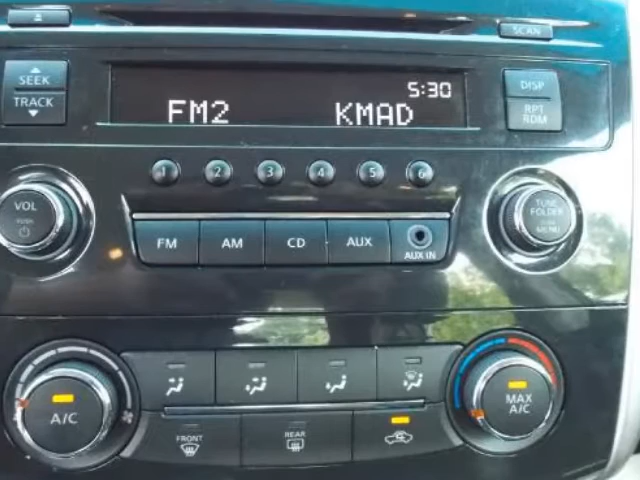 SCAN
SEEK
TRACK
5:30
FM2 KMAD
DISP
RPT
RDM
1 2 3 4 5 6
VOL
PUSH
TUNE
FOLDER
MENU
FM AM CD AUX
AUX IN
A/C
MAX
A/C
FRONT
REAR